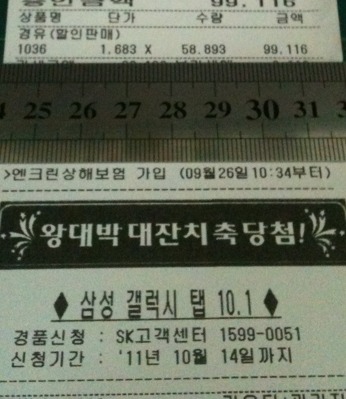 99.116
상품명 단가 수량 금액
경유(할인판매)
1036 1.683 X 58.893 99.116
25 26 27 28 29 30 31
>엔크린상해보험 가입 (09월26일10:34부터)
왕대박 대잔치 축당첨!
♦ 삼성 갤럭시 탭 10.1 ♦
경품신청 : SK고객센터 1599-0051
신청기간 : '11년 10월 14일까지